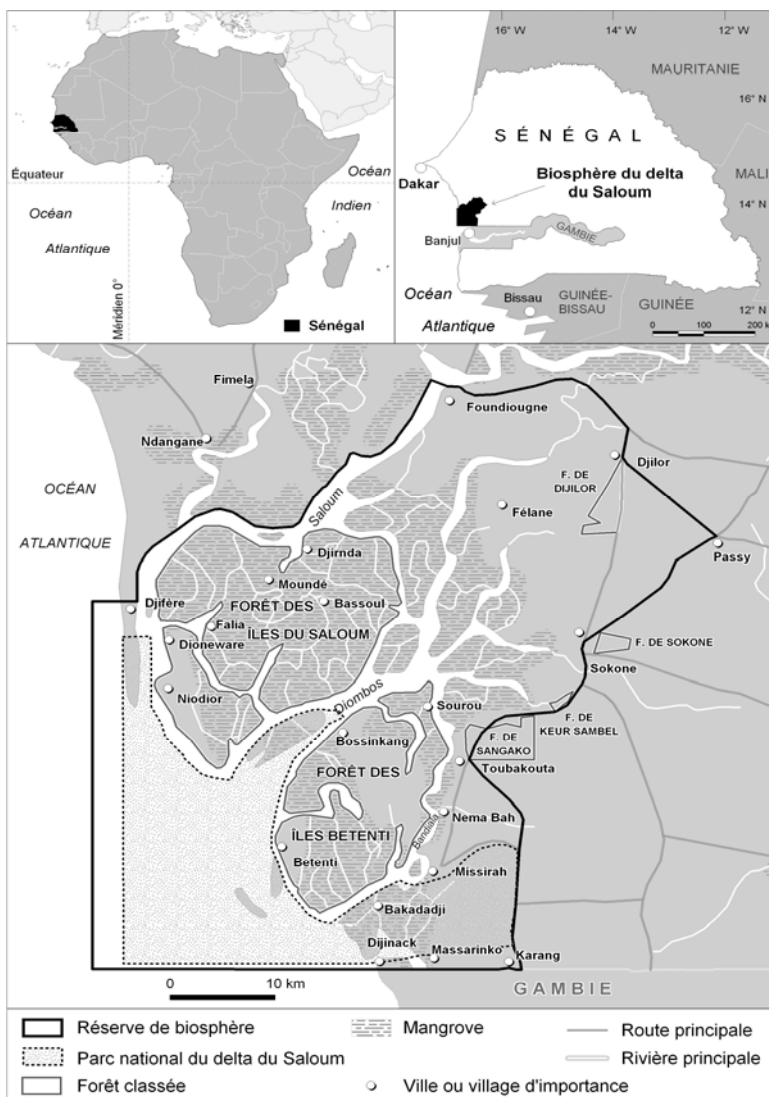 Équateur
Océan
Indien
Océan
Atlantique
Méridien 0°
Sénégal
16° W
14° W
12° W
MAURITANIE
16° N
SÉNÉGAL
Biosphère du delta
du Saloum
Dakar
MALI
14° N
Banjul
GAMBIE
Océan
Atlantique
Bissau
GUINÉE-
BISSAU
GUINÉE
12° N
0 100 200 km
Fimela
Foundiougne
Ndangane
Djilor
F. DE
DIJILOR
OCÉAN
ATLANTIQUE
Saloum
Félane
Passy
Djirnda
Moundé
Djifère
FORÊT DES
Bassoul
Falia
ÎLES DU SALOUM
Dioneware
F. DE SOKONE
Sokone
Niodior
Diombos
Sourou
F. DE
KEUR SAMBEL
Bossinkang
F. DE
SANGAKO
FORÊT DES
Toubakouta
Nema Bah
Bandiala
ÎLES BETENTI
Betenti
Missirah
Bakadadji
Dijinack
Massarinko
Karang
0 10 km
GAMBIE
Réserve de biosphère
Mangrove
Route principale
Parc national du delta du Saloum
Rivière principale
Forêt classée
Ville ou village d'importance